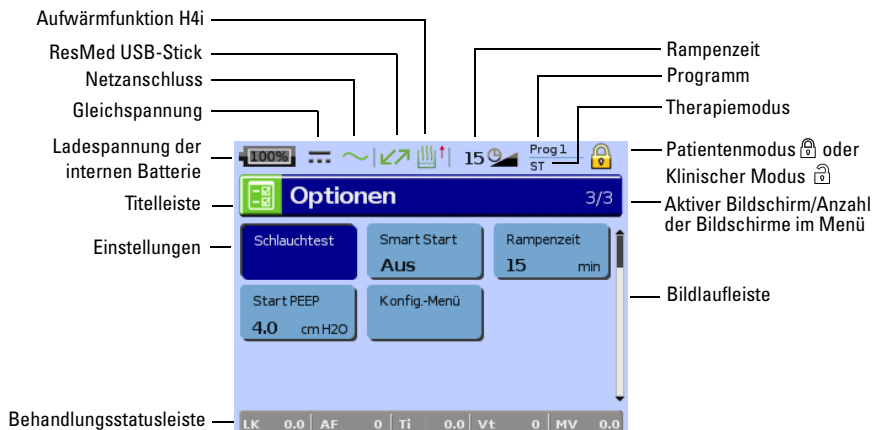 Aufwärmfunktion H4i
ResMed USB-Stick
Netzanschluss
Gleichspannung
Ladespannung der
internen Batterie
Titelleiste
Einstellungen
Behandlungsstatusleiste
Rampenzeit
Programm
Therapiemodus
Patientenmodus oder
Klinischer Modus
Aktiver Bildschirm/Anzahl
der Bildschirme im Menü
Bildlaufleiste
100%
15
Prog1
ST
Optionen 3/3
Schlauchtest
Smart Start
Aus
Rampenzeit
15 min
Start PEEP
4.0 cmH2O
Konfig.-Menü
LK 0.0 AF 0 Ti 0.0 Vt 0 MV 0.0